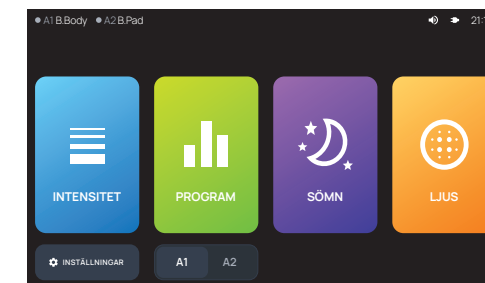 A1 B.Body A2 B.Pad
INTENSITET PROGRAM SÖMN LJUS
INSTÄLLNINGAR A1 A2